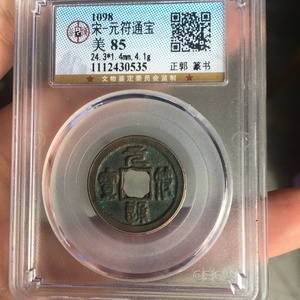 1098
宋-元符通宝
美 85
24.3*1.4mm,4.1g
1112430535
正郭 篆书
文物鉴定委员会监制
元符通寶